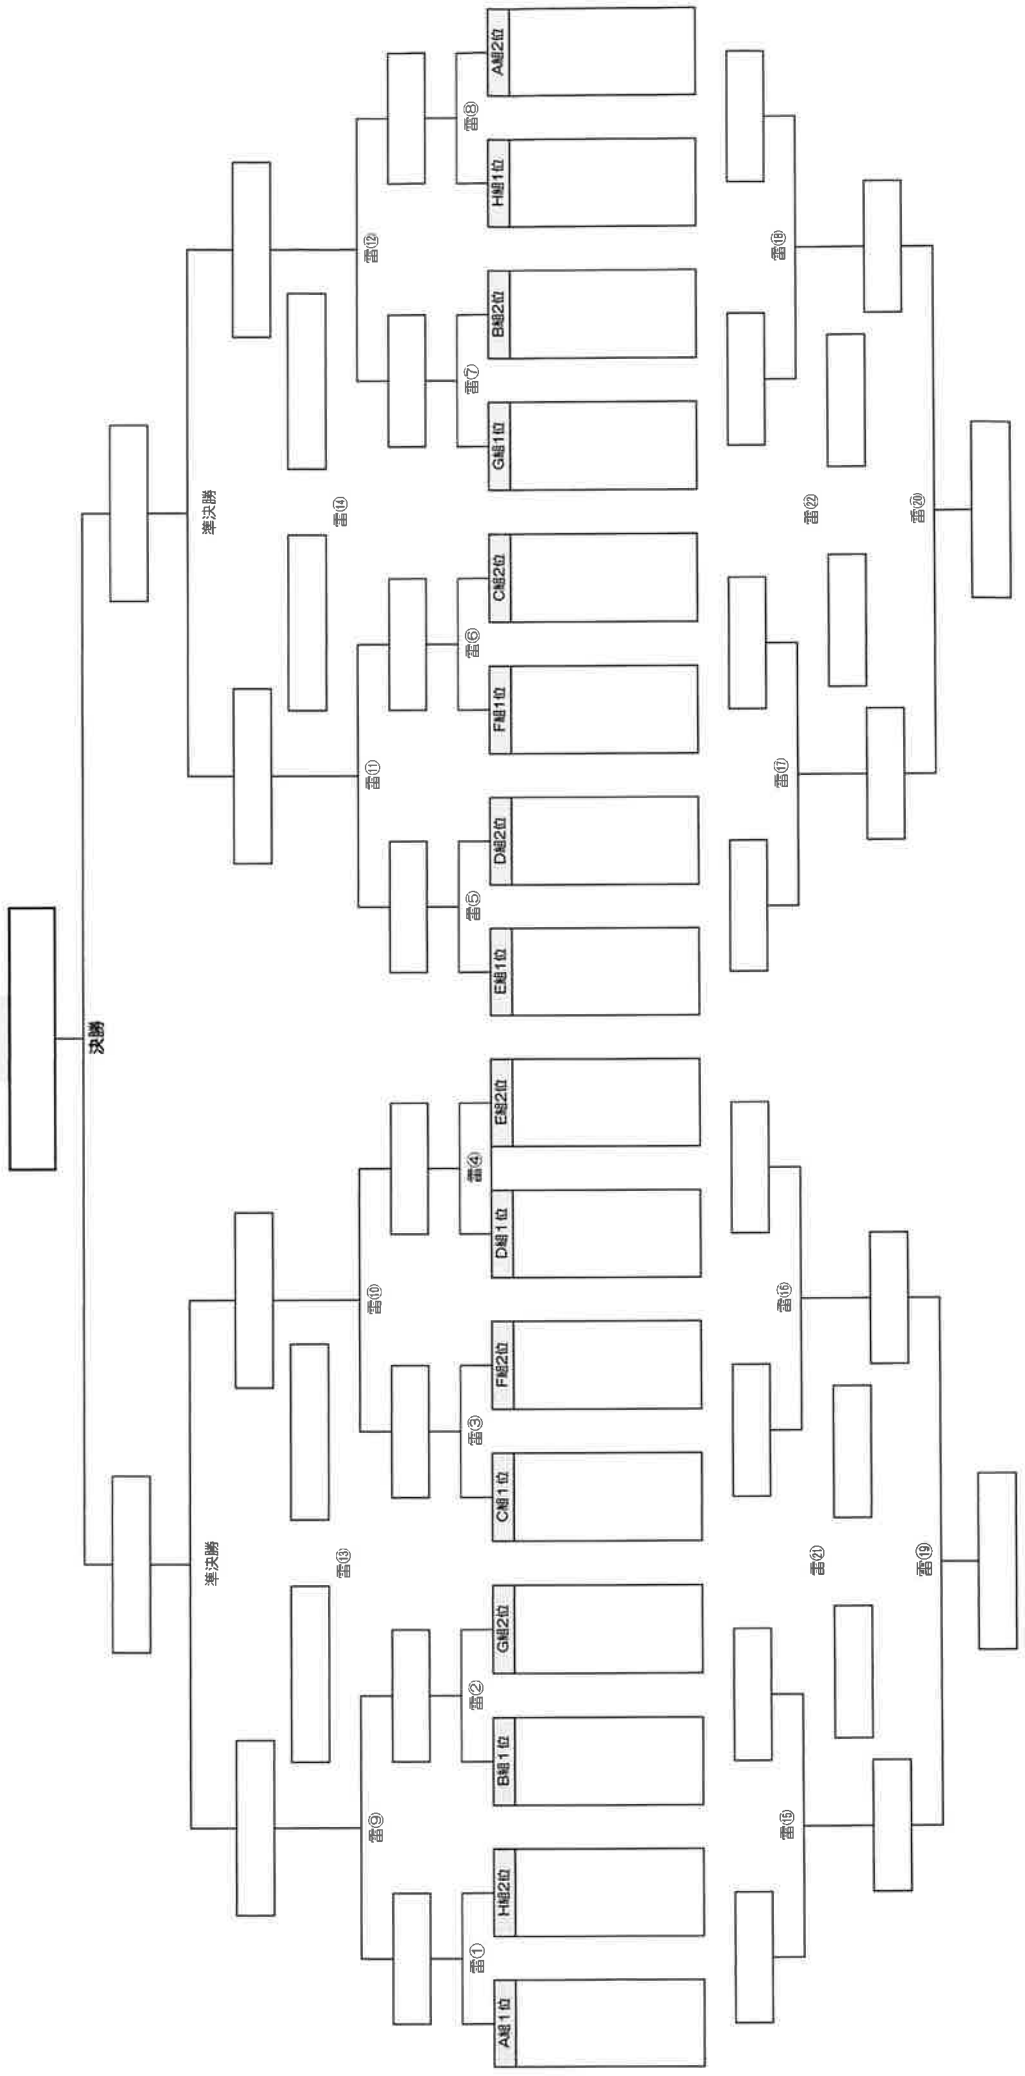 決勝
準決勝
準決勝
雷⑬
雷⑭
雷⑨
雷⑩
雷⑪
雷⑫
雷①
雷②
雷③
雷④
雷⑤
雷⑥
雷⑦
雷⑧
A組1位
H組2位
B組1位
G組2位
C組1位
F組2位
D組1位
E組2位
E組1位
D組2位
F組1位
C組2位
G組1位
B組2位
H組1位
A組2位
雷⑮
雷⑯
雷⑰
雷⑱
雷㉑
雷㉒
雷⑲
雷⑳